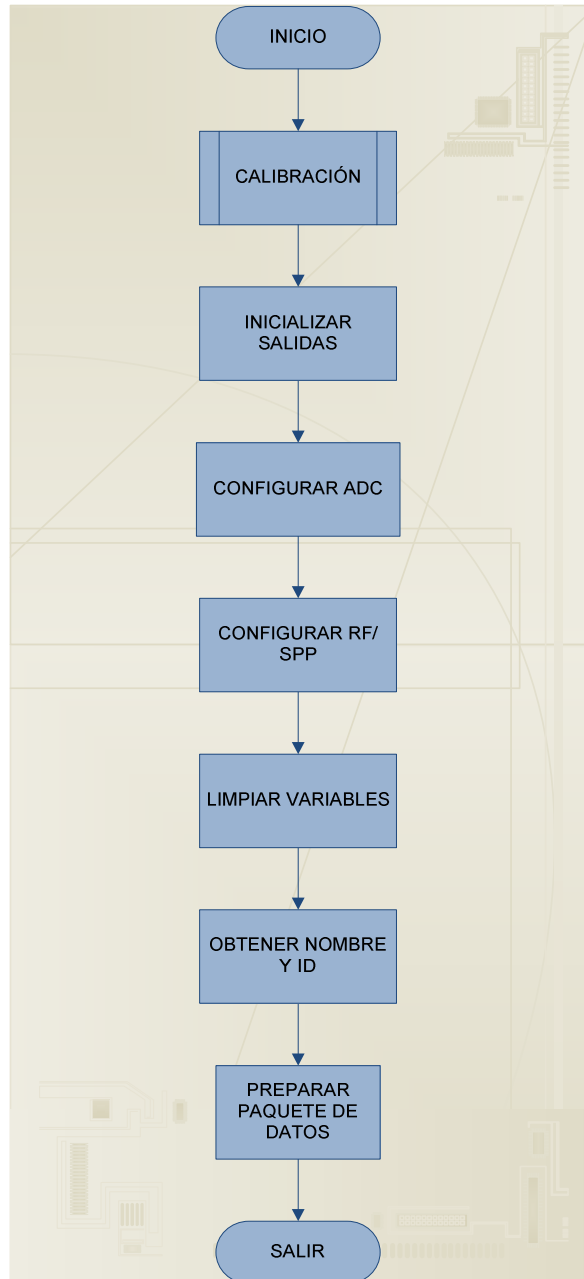 INICIO
CALIBRACIÓN
INICIALIZAR
SALIDAS
CONFIGURAR ADC
CONFIGURAR RF/
SPP
LIMPIAR VARIABLES
OBTENER NOMBRE
Y ID
PREPARAR
PAQUETE DE
DATOS
SALIR